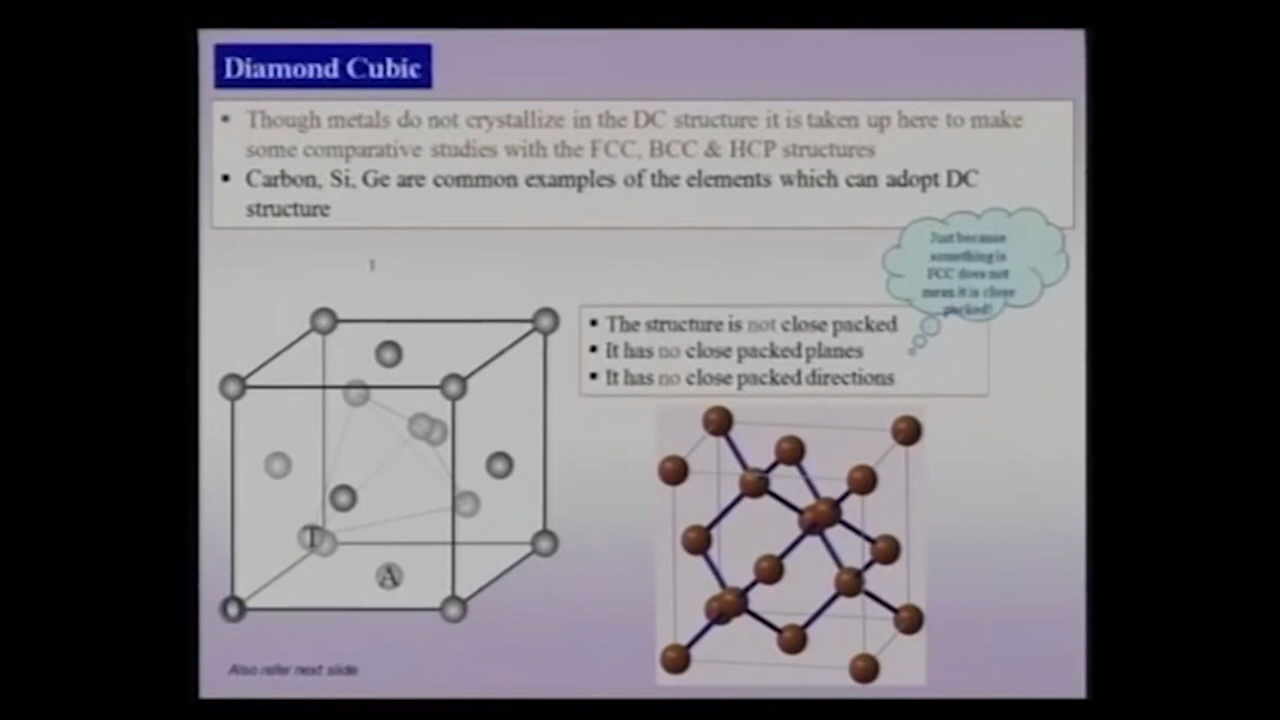 Diamond Cubic
Though metals do not crystallize in the DC structure it is taken up here to make
some comparative studies with the FCC, BCC & HCP structures
Carbon, Si, Ge are common examples of the elements which can adopt DC
structure
Just because
something is
FCC does not
mean it is close
packed!
1
The structure is not close packed
It has no close packed planes
It has no close packed directions
T
A
O
Also refer next slide